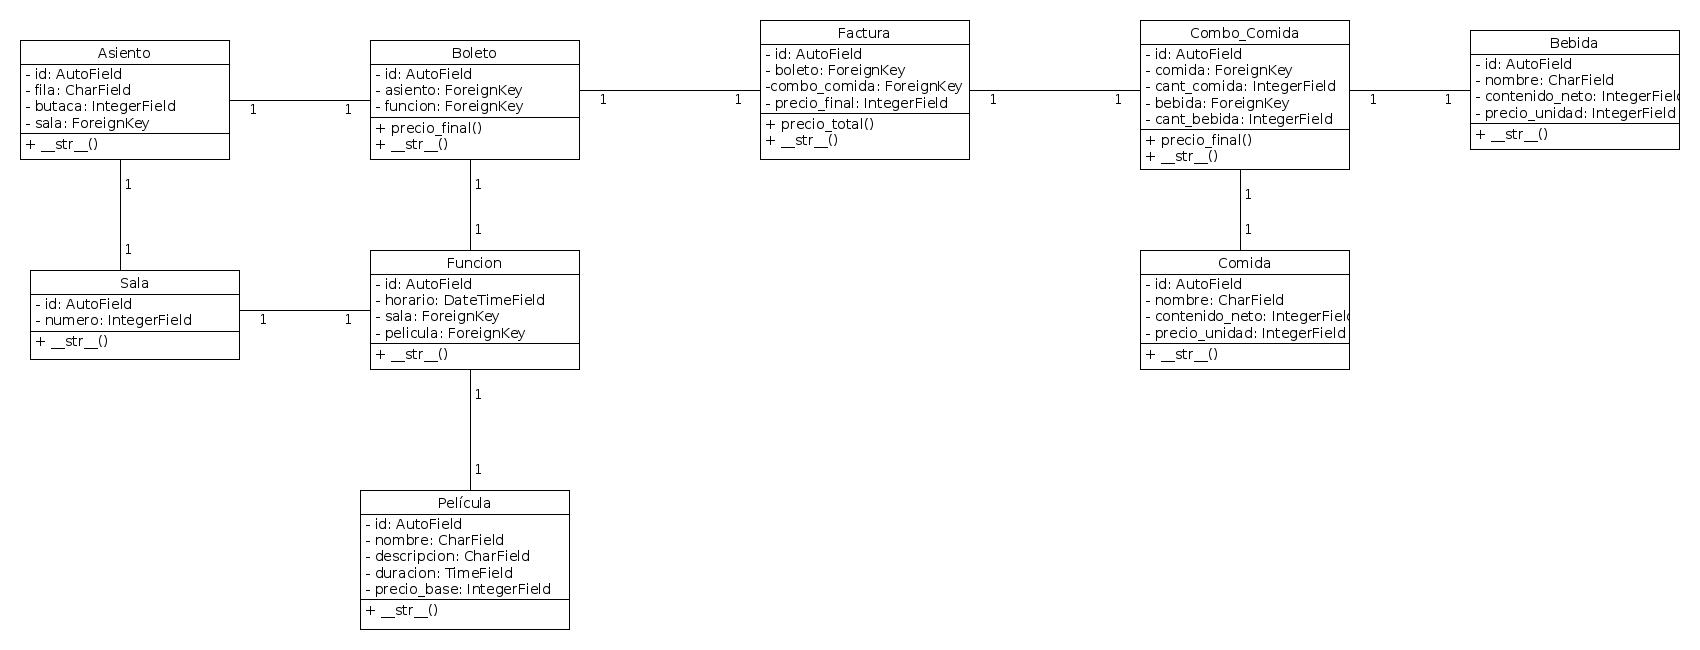 Asiento
- id: AutoField
- fila: CharField
- butaca: IntegerField
- sala: ForeignKey
+ __str__()
1
1
Boleto
- id: AutoField
- asiento: ForeignKey
- funcion: ForeignKey
+ precio_final()
+ __str__()
1
1
Factura
- id: AutoField
- boleto: ForeignKey
-combo_comida: ForeignKey
- precio_final: IntegerField
+ precio_total()
+ __str__()
1
1
Combo_Comida
- id: AutoField
- comida: ForeignKey
- cant_comida: IntegerField
- bebida: ForeignKey
- cant_bebida: IntegerField
+ precio_final()
+ __str__()
1
1
Bebida
- id: AutoField
- nombre: CharField
- contenido_neto: IntegerField
- precio_unidad: IntegerField
+ __str__()
1
1
1
1
1
1
Sala
- id: AutoField
- numero: IntegerField
+ __str__()
1
1
Funcion
- id: AutoField
- horario: DateTimeField
- sala: ForeignKey
- pelicula: ForeignKey
+ __str__()
Comida
- id: AutoField
- nombre: CharField
- contenido_neto: IntegerField
- precio_unidad: IntegerField
+ __str__()
1
1
Película
- id: AutoField
- nombre: CharField
- descripcion: CharField
- duracion: TimeField
- precio_base: IntegerField
+ __str__()